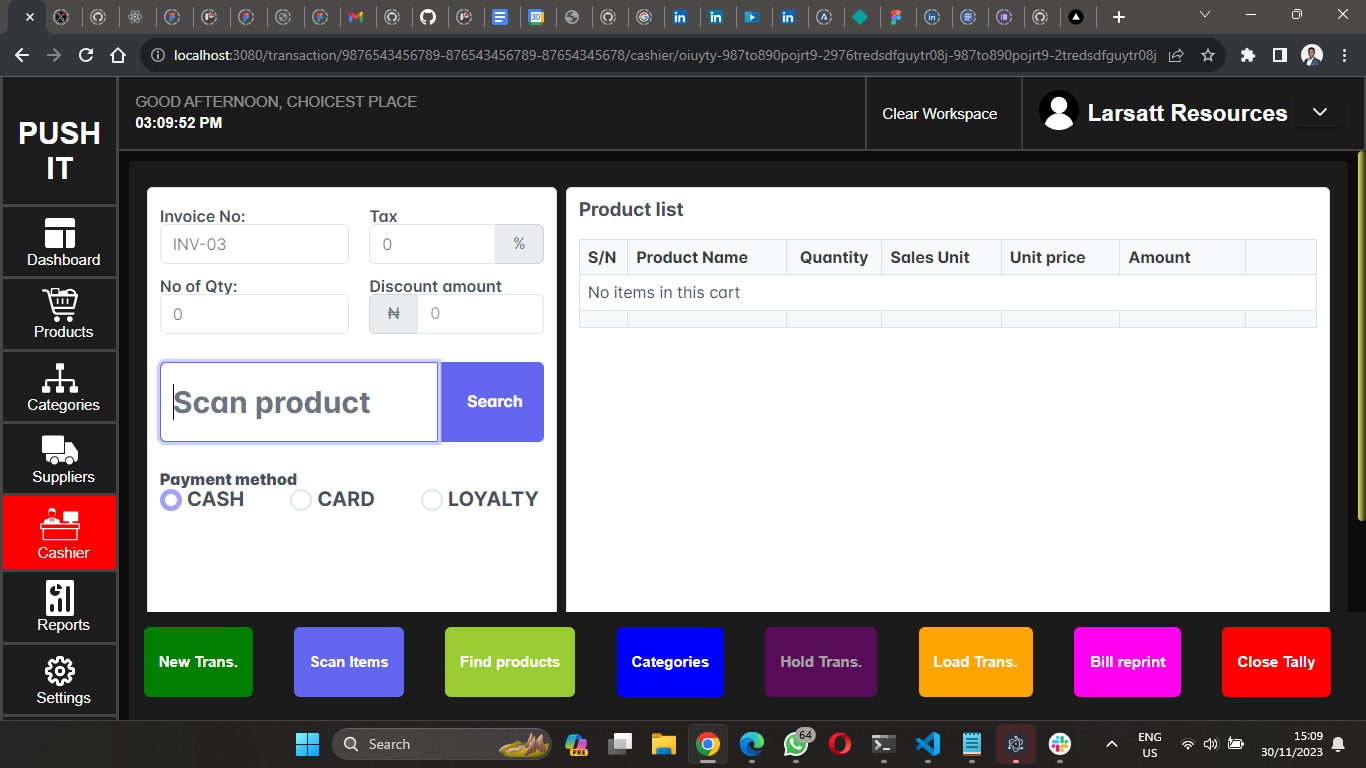 localhost:3080/transaction/9876543456789-876543456789-87654345678/cashier/oiuyty-987to890pojrt9-2976tredsdfguytr08j-987to890pojrt9-2tredsdfguytr08j
PUSH
IT
GOOD AFTERNOON, CHOICEST PLACE
03:09:52 PM
Clear Workspace
Larsatt Resources
Dashboard
Products
Categories
Suppliers
Cashier
Reports
Settings
Invoice No:
INV-03
Tax
0
%
No of Qty:
0
Discount amount
₦
0
Scan product
Search
Payment method
CASH
CARD
LOYALTY
Product list
S/N
Product Name
Quantity
Sales Unit
Unit price
Amount
No items in this cart
New Trans.
Scan Items
Find products
Categories
Hold Trans.
Load Trans.
Bill reprint
Close Tally
Search
PRE
64
ENG
US
15:09
30/11/2023